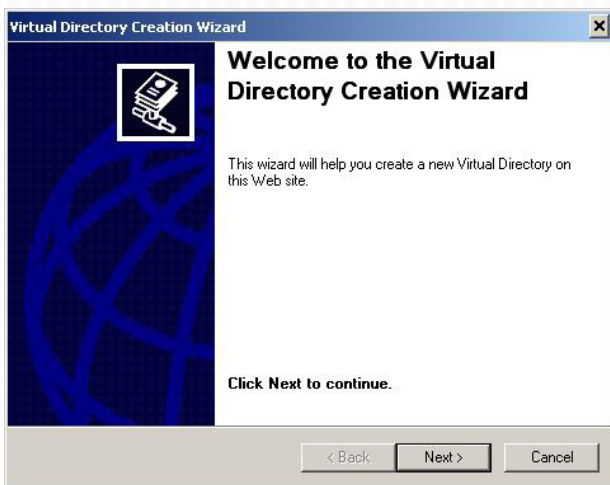 Virtual Directory Creation Wizard
Welcome to the Virtual
Directory Creation Wizard
This wizard will help you create a new Virtual Directory on
this Web site.
Click Next to continue.
< Back
Next >
Cancel